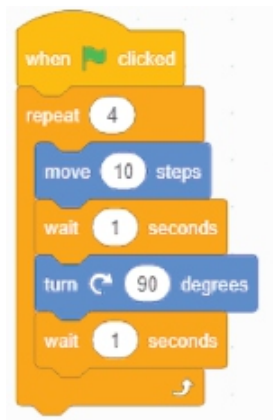 when clicked
repeat 4
move 10 steps
wait 1 seconds
turn 90 degrees
wait 1 seconds